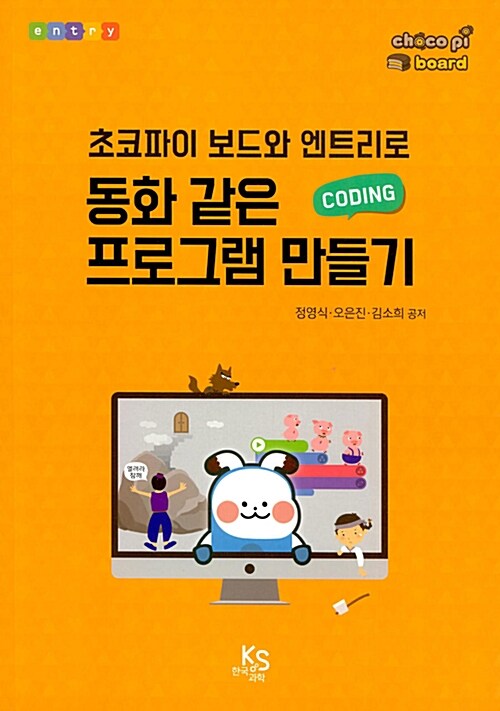 entry
choco pi
board
초코파이 보드와 엔트리로
동화 같은
CODING
프로그램 만들기
정영식·오은진·김소희 공저
열려라
참깨
K&S
한국과학